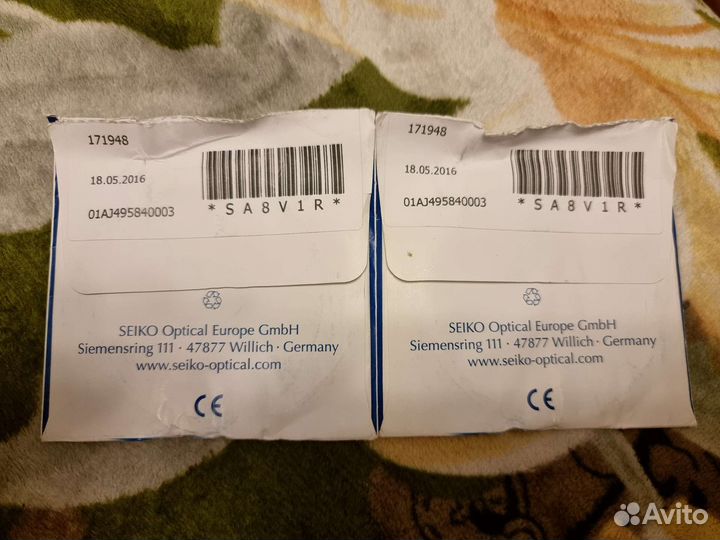 171948
18.05.2016
01AJ495840003
*SA8V1R*
SEIKO Optical Europe GmbH
Siemensring 111 · 47877 Willich · Germany
www.seiko-optical.com
CE
171948
18.05.2016
01AJ495840003
*SA8V1R*
SEIKO Optical Europe GmbH
Siemensring 111 · 47877 Willich · Germany
www.seiko-optical.com
CE
Avito